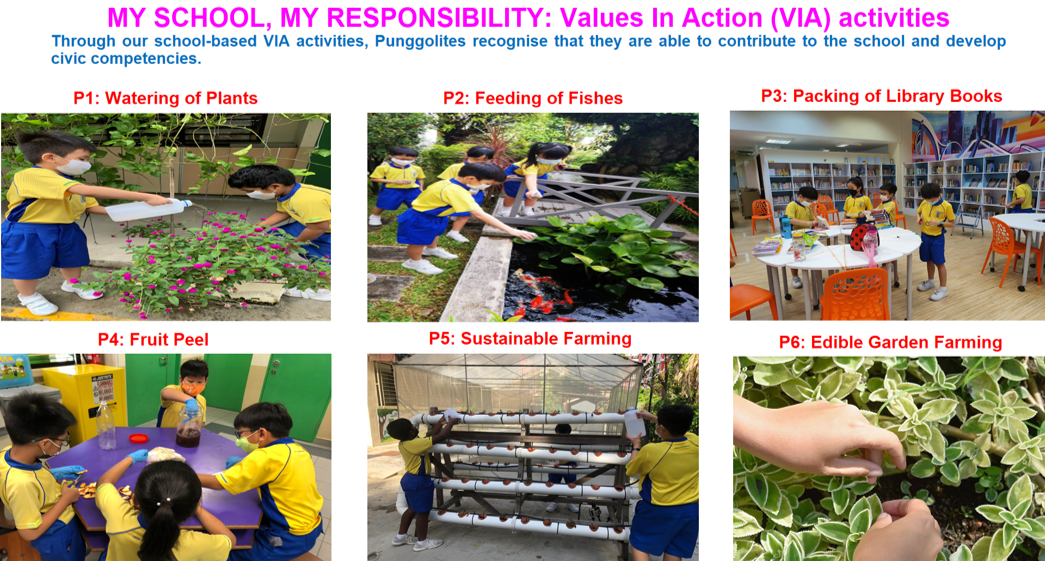 MY SCHOOL, MY RESPONSIBILITY: Values In Action (VIA) activities
Through our school-based VIA activities, Punggolites recognise that they are able to contribute to the school and develop
civic competencies.
P1: Watering of Plants
P2: Feeding of Fishes
P3: Packing of Library Books
P4: Fruit Peel
P5: Sustainable Farming
P6: Edible Garden Farming